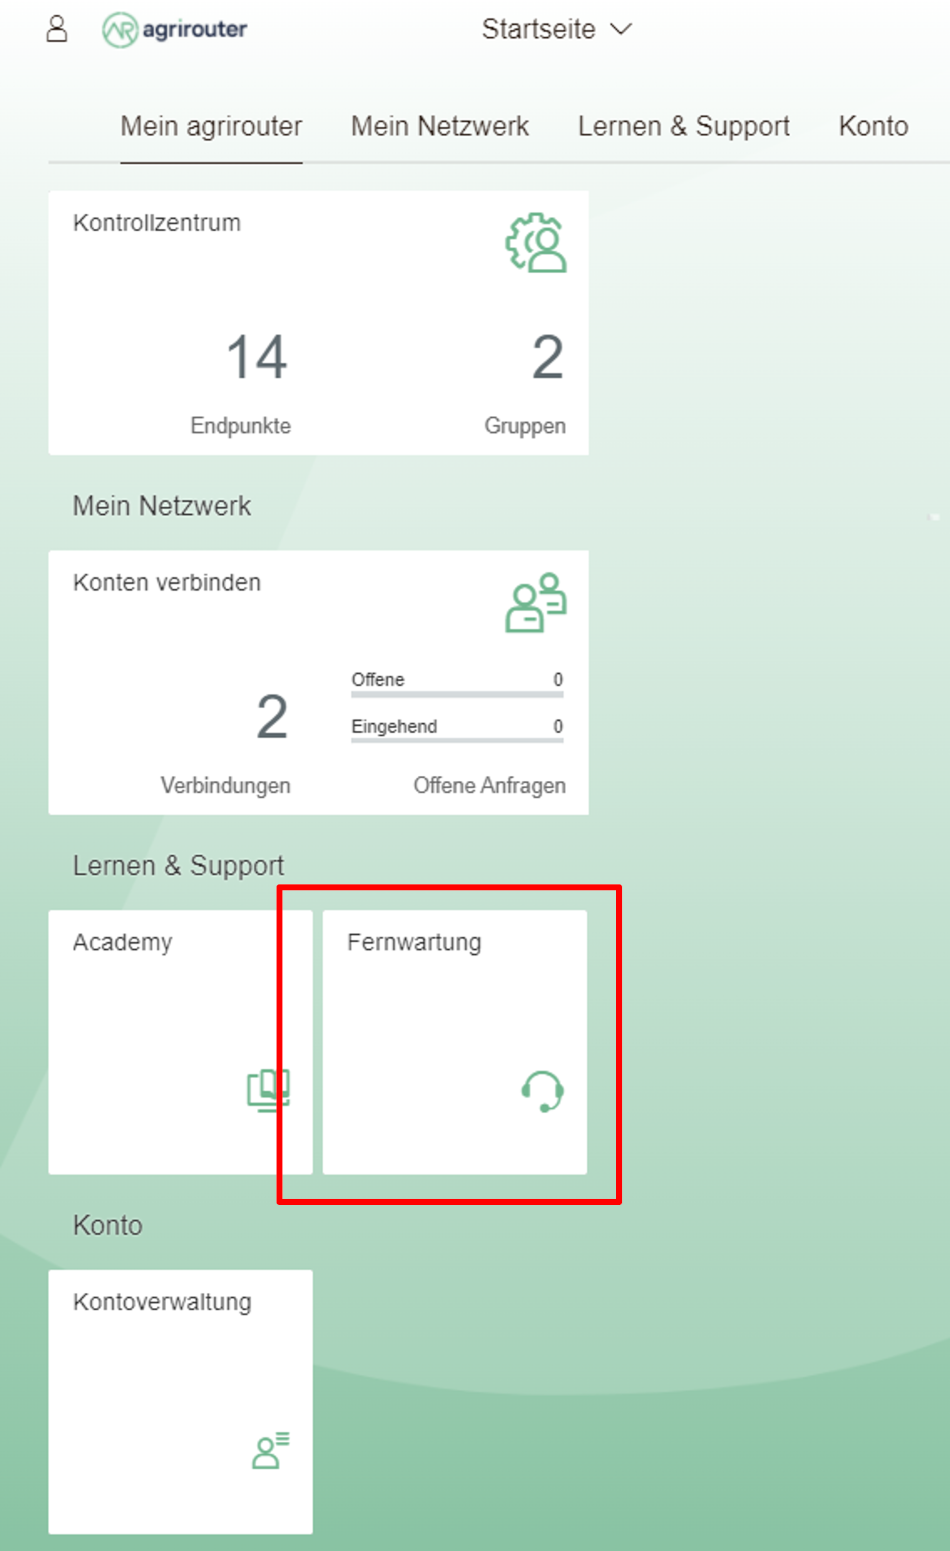 agrirouter
Startseite
Mein agrirouter Mein Netzwerk Lernen & Support Konto
Kontrollzentrum
14 2
Endpunkte Gruppen
Mein Netzwerk
Konten verbinden
Offene 0
2
Eingehend 0
Verbindungen Offene Anfragen
Lernen & Support
Academy Fernwartung
Konto
Kontoverwaltung